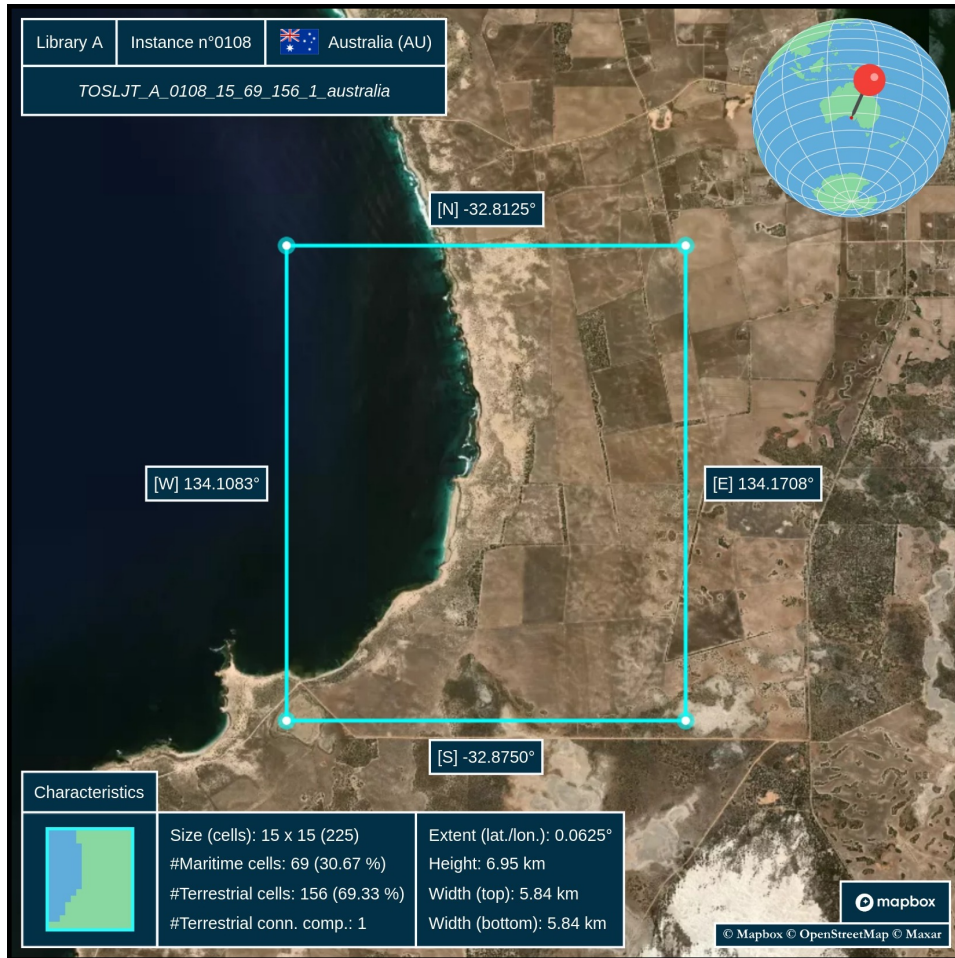 Library A
Instance n°0108
Australia (AU)
TOSLJT_A_0108_15_69_156_1_australia
[N] -32.8125°
[W] 134.1083°
[E] 134.1708°
[S] -32.8750°
Characteristics
Size (cells): 15 x 15 (225)
#Maritime cells: 69 (30.67 %)
#Terrestrial cells: 156 (69.33 %)
#Terrestrial conn. comp.: 1
Extent (lat./lon.): 0.0625°
Height: 6.95 km
Width (top): 5.84 km
Width (bottom): 5.84 km
mapbox
© Mapbox © OpenStreetMap © Maxar